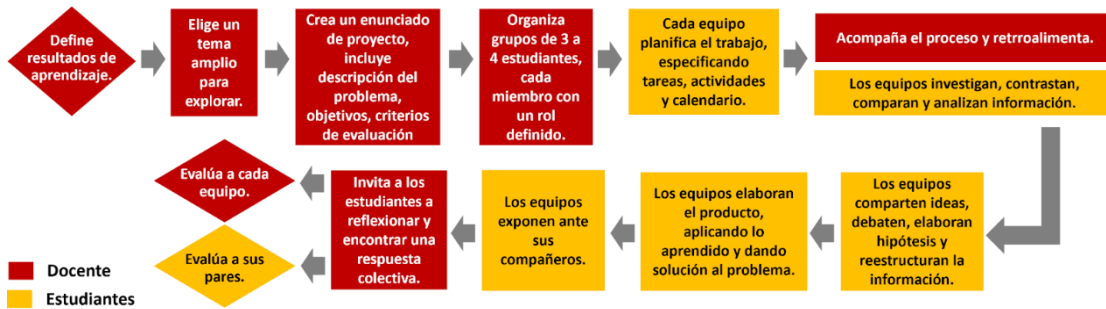 Define
resultados de
aprendizaje.
Elige un
tema
amplio
para
explorar.
Crea un enunciado
de proyecto,
incluye
descripción del
problema,
objetivos, criterios
de evaluación
Organiza
grupos de 3 a
4 estudiantes,
cada
miembro con
un rol
definido.
Cada equipo
planifica el trabajo,
especificando
tareas, actividades
y calendario.
Acompaña el proceso y retrroalimenta.
Los equipos investigan, contrastan,
comparan y analizan información.
Los equipos
comparten ideas,
debaten, elaboran
hipótesis y
reestructuran la
información.
Los equipos elaboran
el producto,
aplicando lo
aprendido y dando
solución al problema.
Los equipos
exponen ante
sus
compañeros.
Invita a los
estudiantes a
reflexionar y
encontrar una
respuesta
colectiva.
Evalúa a cada
equipo.
Evalúa a sus
pares.
Docente
Estudiantes